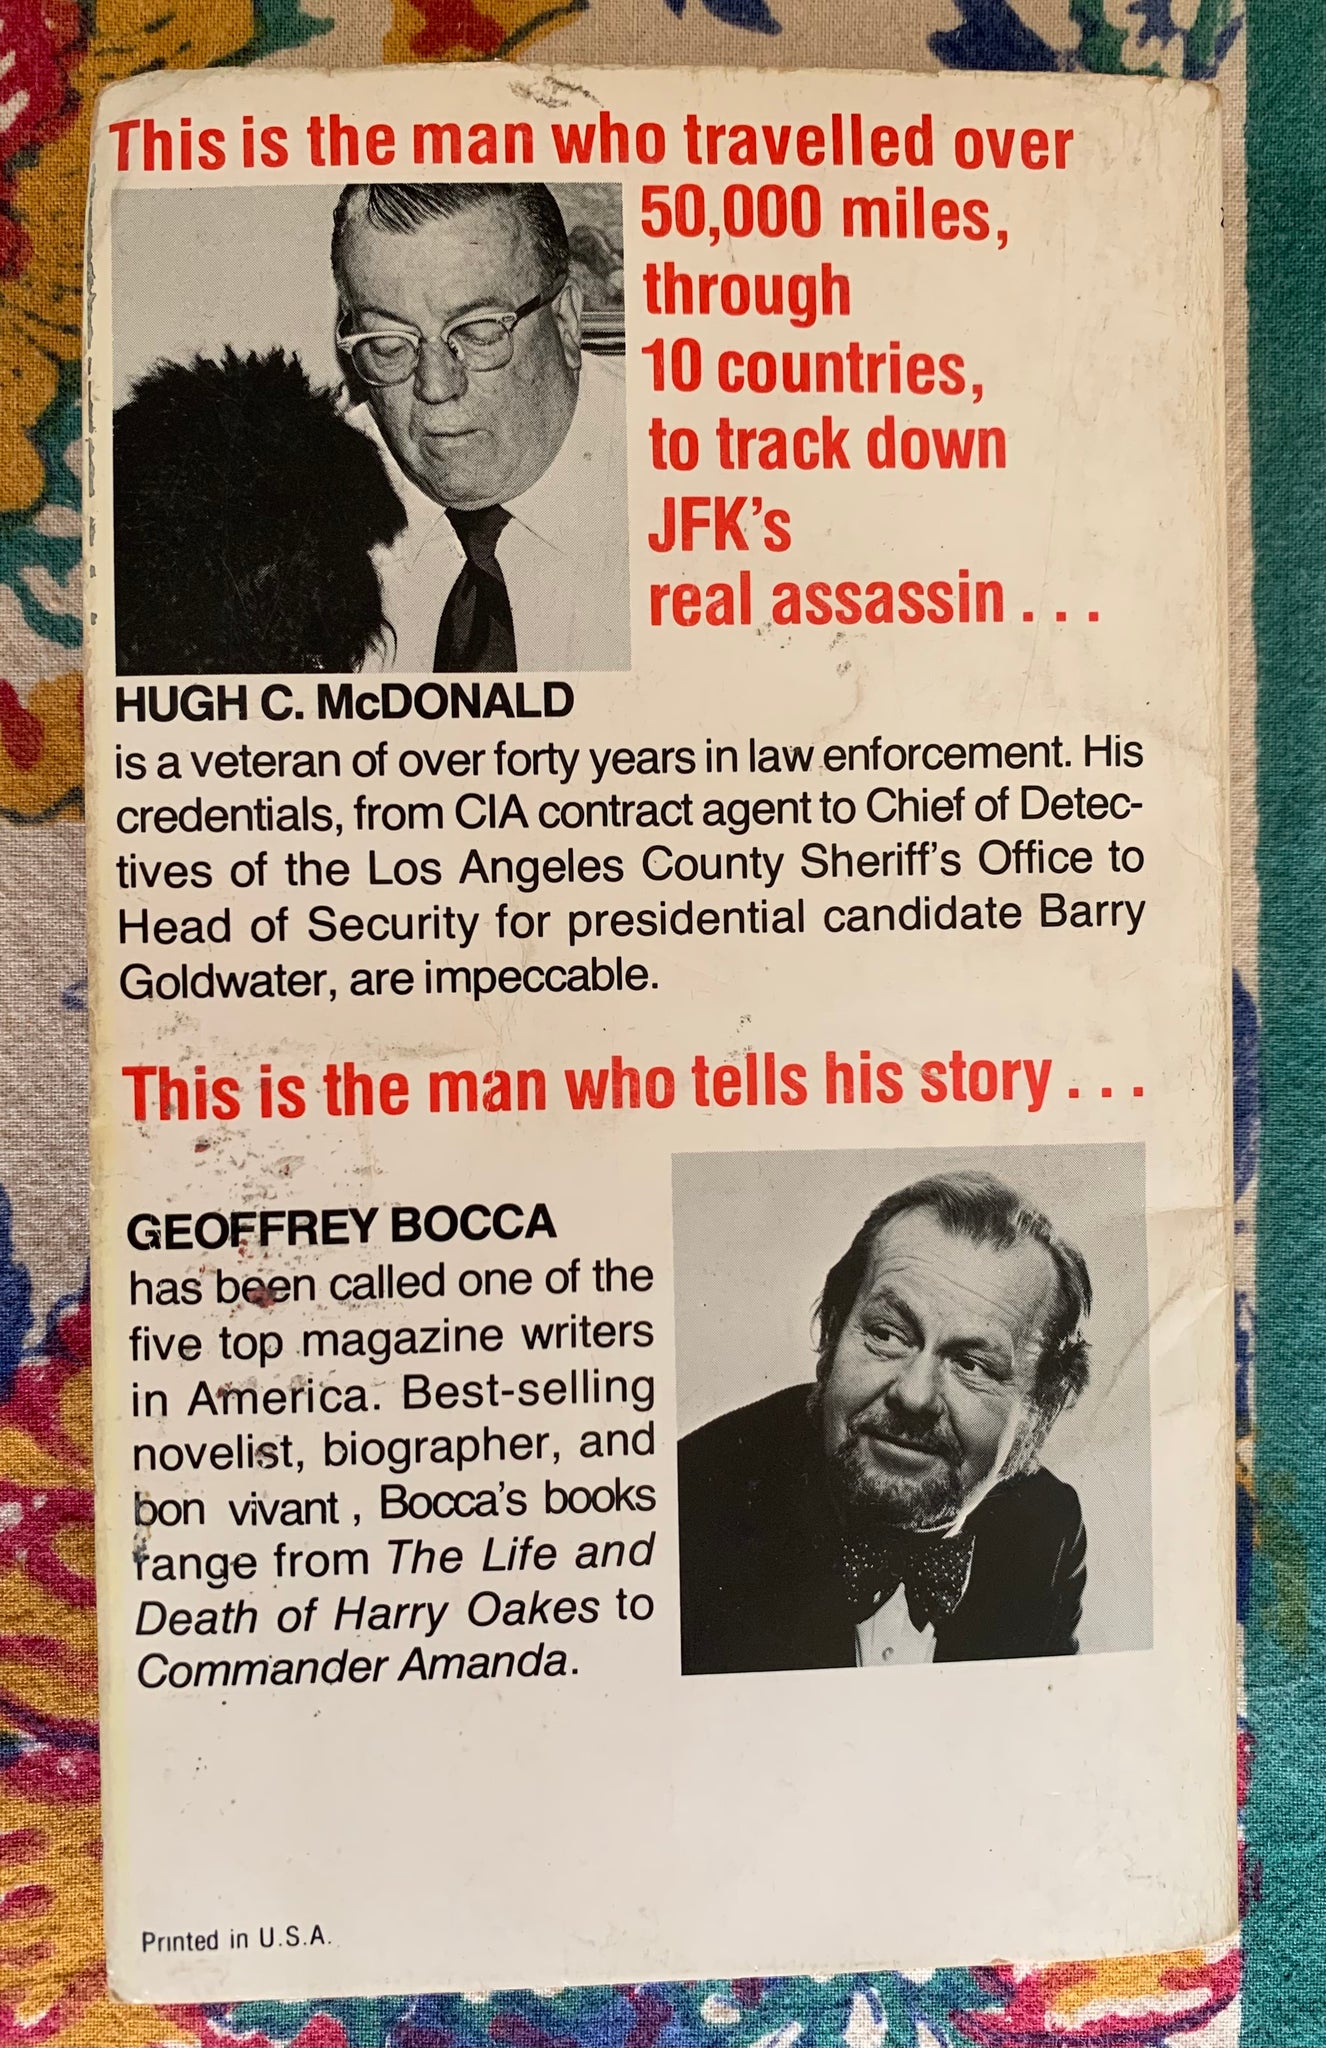 This is the man who travelled over
50,000 miles,
through
10 countries,
to track down
JFK's
real assassin . . .
HUGH C. McDONALD
is a veteran of over forty years in law enforcement. His
credentials, from CIA contract agent to Chief of Detec-
tives of the Los Angeles County Sheriff's Office to
Head of Security for presidential candidate Barry
Goldwater, are impeccable.
This is the man who tells his story . . .
GEOFFREY BOCCA
has been called one of the
five top magazine writers
in America. Best-selling
novelist, biographer, and
bon vivant , Bocca's books
range from The Life and
Death of Harry Oakes to
Commander Amanda.
Printed in U.S.A.